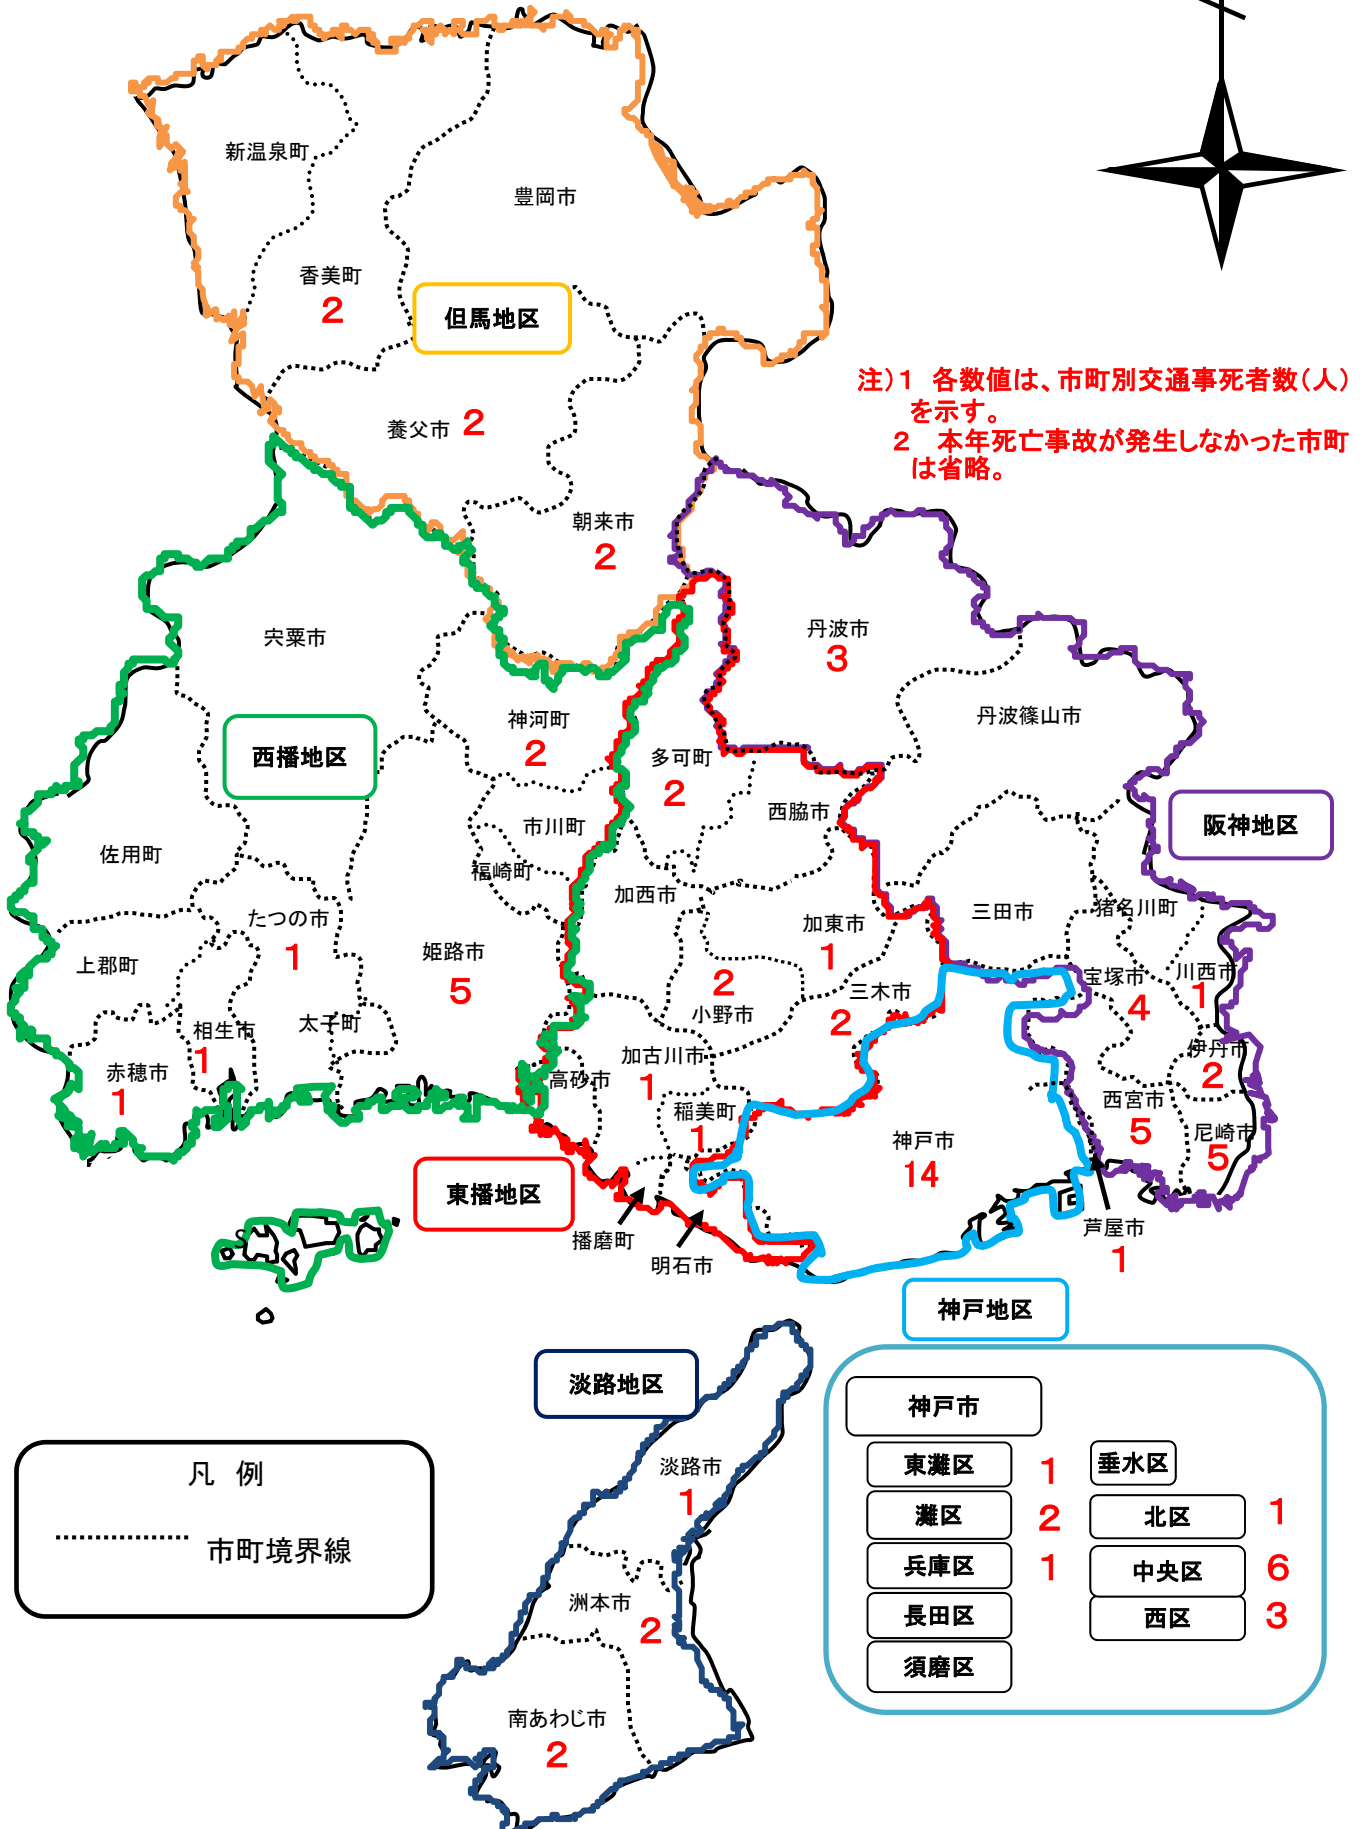 新温泉町
豊岡市
香美町
2
但馬地区
注)1 各数値は、市町別交通事死者数(人)
を示す。
2 本年死亡事故が発生しなかった市町
は省略。
養父市 2
朝来市
2
宍粟市
丹波市
3
神河町
2
丹波篠山市
西播地区
多可町
2
西脇市
市川町
阪神地区
佐用町
福崎町
加西市
三田市
猪名川町
たつの市
1
加東市
1
姫路市
5
上郡町
2
小野市
三木市
2
宝塚市
4
川西市
1
相生市
1
太子町
赤穂市
1
加古川市
1
高砂市
伊丹市
2
稲美町
1
西宮市
5
尼崎市
5
神戸市
14
東播地区
播磨町
明石市
芦屋市
1
神戸地区
淡路地区
神戸市
東灘区 1
垂水区
灘区 2
北区 1
兵庫区 1
中央区 6
長田区
西区 3
須磨区
凡 例
市町境界線
淡路市
1
洲本市
2
南あわじ市
2